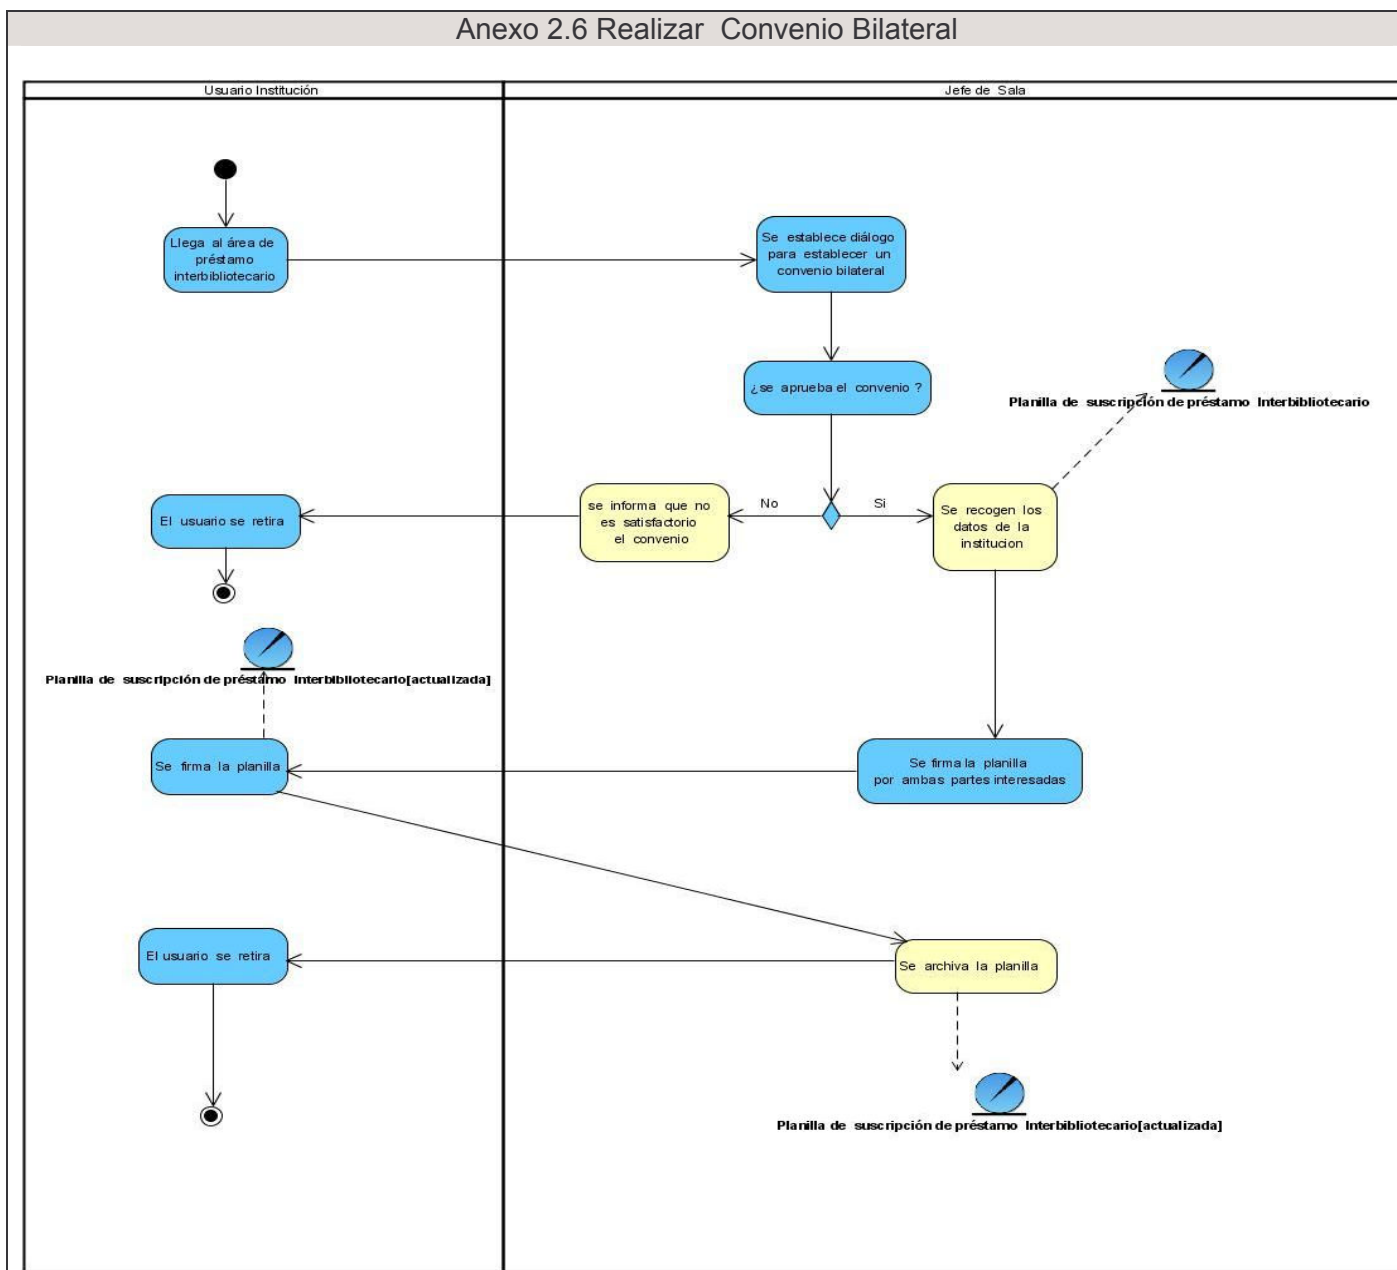 Anexo 2.6 Realizar  Convenio Bilateral
Usuario Institución
Jefe de Sala
Llega al área de
préstamo
interbibliotecario
Se establece diálogo
para establecer un
convenio bilateral
¿se aprueba el convenio ?
Planilla de suscripción de préstamo Interbibliotecario
El usuario se retira
se informa que no
es satisfactorio
el convenio
No
Si
Se recogen los
datos de la
institucion
Planilla de suscripción de préstamo Interbibliotecario[actualizada]
Se firma la planilla
Se firma la planilla
por ambas partes interesadas
El usuario se retira
Se archiva la planilla
Planilla de suscripción de préstamo Interbibliotecario[actualizada]